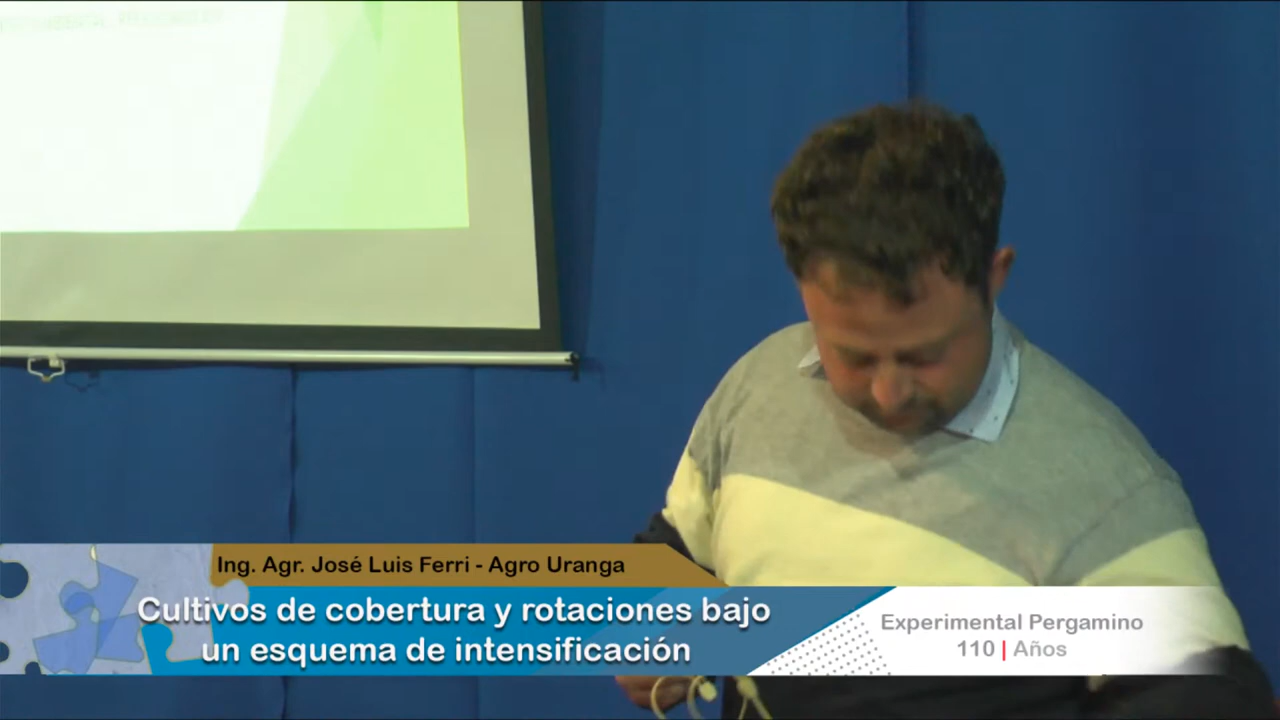 Ing. Agr. José Luis Ferri - Agro Uranga
Cultivos de cobertura y rotaciones bajo
un esquema de intensificación
Experimental Pergamino
110 | Años